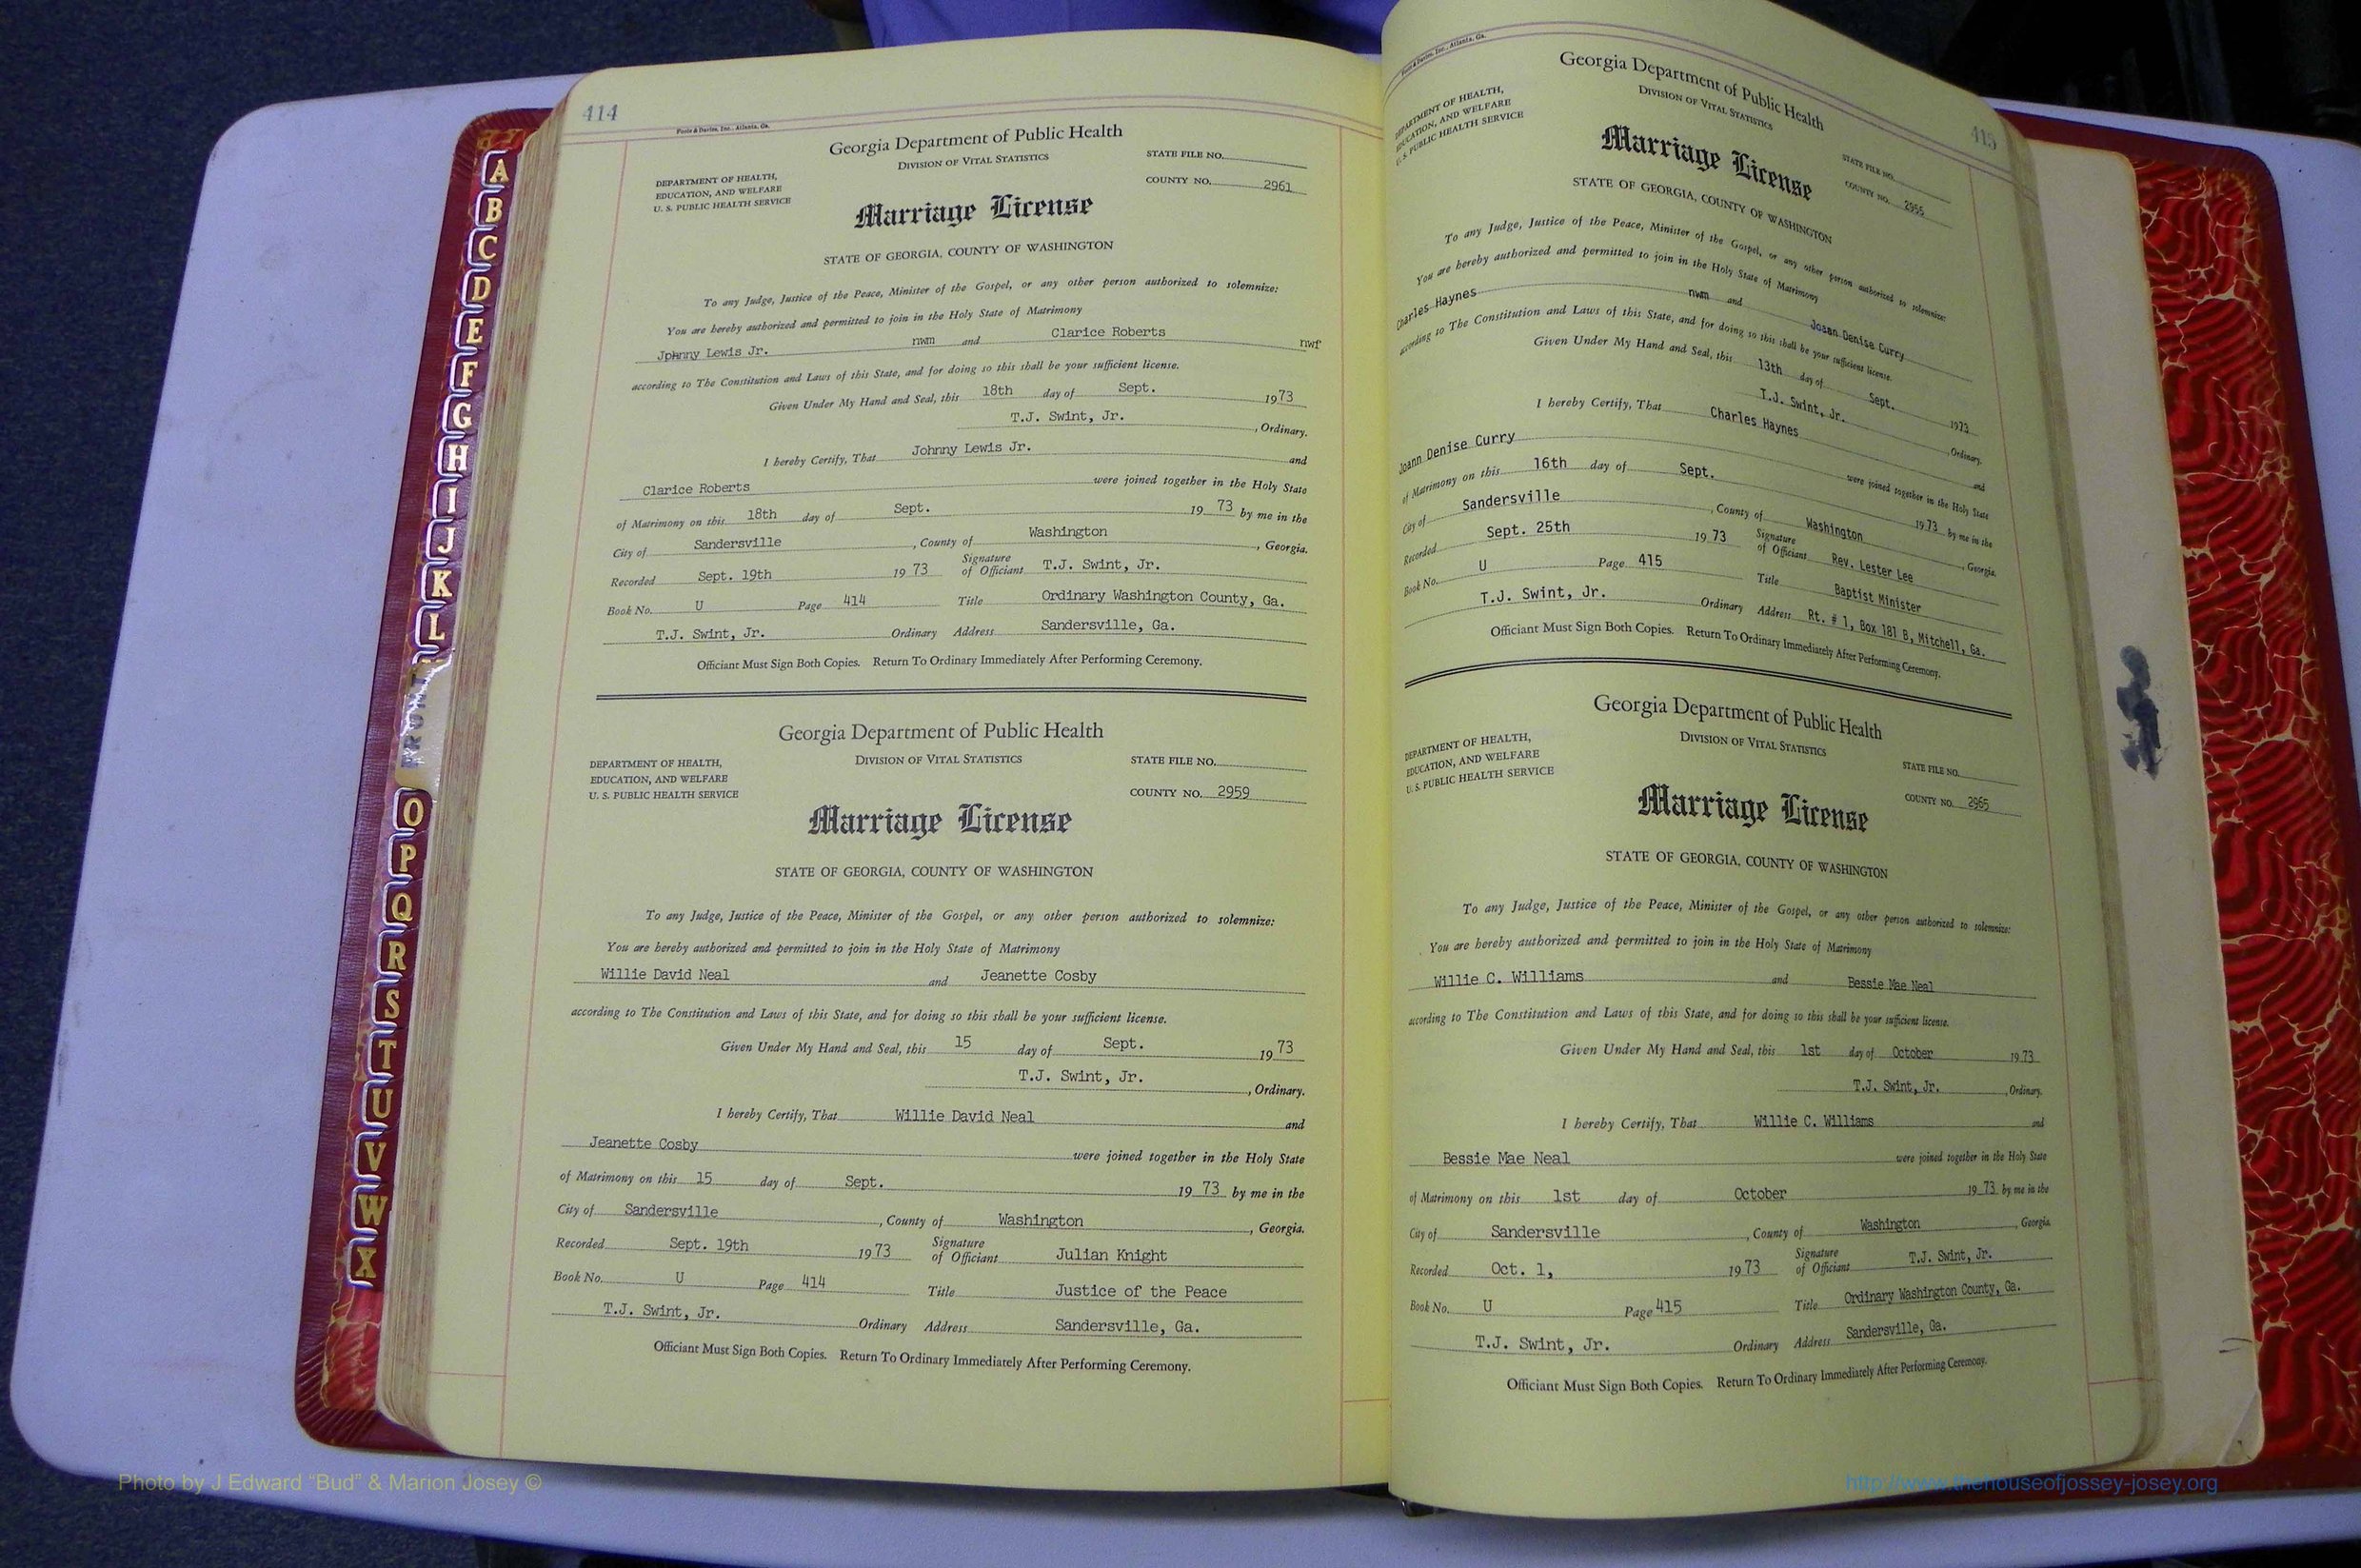 414
Foote & Davies, Inc., Atlanta, Ga.
Georgia Department of Public Health
DIVISION OF VITAL STATISTICS
DEPARTMENT OF HEALTH,
EDUCATION, AND WELFARE
U. S. PUBLIC HEALTH SERVICE
STATE FILE NO.
COUNTY NO. 2961
Marriage License
STATE OF GEORGIA, COUNTY OF WASHINGTON
To any Judge, Justice of the Peace, Minister of the Gospel, or any other person authorized to solemnize:
You are hereby authorized and permitted to join in the Holy State of Matrimony
Johnny Lewis Jr. nwm and Clarice Roberts nwf
according to The Constitution and Laws of this State, and for doing so this shall be your sufficient license.
Given Under My Hand and Seal, this 18th day of Sept. 1973
T.J. Swint, Jr. , Ordinary.
I hereby Certify, That Johnny Lewis Jr. and
Clarice Roberts were joined together in the Holy State
of Matrimony on this 18th day of Sept. 19 73 by me in the
City of Sandersville , County of Washington , Georgia.
Recorded Sept. 19th 19 73 Signature of Officiant T.J. Swint, Jr.
Book No. U Page 414 Title Ordinary Washington County, Ga.
T.J. Swint, Jr. Ordinary Address Sandersville, Ga.
Officiant Must Sign Both Copies. Return To Ordinary Immediately After Performing Ceremony.
Georgia Department of Public Health
DIVISION OF VITAL STATISTICS
DEPARTMENT OF HEALTH,
EDUCATION, AND WELFARE
U. S. PUBLIC HEALTH SERVICE
STATE FILE NO.
COUNTY NO. 2959
Marriage License
STATE OF GEORGIA, COUNTY OF WASHINGTON
To any Judge, Justice of the Peace, Minister of the Gospel, or any other person authorized to solemnize:
You are hereby authorized and permitted to join in the Holy State of Matrimony
Willie David Neal and Jeanette Cosby
according to The Constitution and Laws of this State, and for doing so this shall be your sufficient license.
Given Under My Hand and Seal, this 15 day of Sept. 1973
T.J. Swint, Jr. , Ordinary.
I hereby Certify, That Willie David Neal and
Jeanette Cosby were joined together in the Holy State
of Matrimony on this 15 day of Sept. 19 73 by me in the
City of Sandersville , County of Washington , Georgia.
Recorded Sept. 19th 1973 Signature of Officiant Julian Knight
Book No. U Page 414 Title Justice of the Peace
T.J. Swint, Jr. Ordinary Address Sandersville, Ga.
Officiant Must Sign Both Copies. Return To Ordinary Immediately After Performing Ceremony.
415
Foote & Davies, Inc., Atlanta, Ga.
Georgia Department of Public Health
DIVISION OF VITAL STATISTICS
DEPARTMENT OF HEALTH,
EDUCATION, AND WELFARE
U. S. PUBLIC HEALTH SERVICE
STATE FILE NO.
COUNTY NO.
Marriage License
STATE OF GEORGIA, COUNTY OF WASHINGTON
To any Judge, Justice of the Peace, Minister of the Gospel, or any other person authorized to solemnize:
You are hereby authorized and permitted to join in the Holy State of Matrimony
Charles Haynes nwm and Joann Denise Curry
according to The Constitution and Laws of this State, and for doing so this shall be your sufficient license.
Given Under My Hand and Seal, this 13th day of Sept. 1973
T.J. Swint, Jr. , Ordinary.
I hereby Certify, That Charles Haynes and
Joann Denise Curry were joined together in the Holy State
of Matrimony on this 16th day of Sept. 1973 by me in the
City of Sandersville , County of Washington , Georgia.
Recorded Sept. 25th 19 73 Signature of Officiant Rev. Lester Lee
Book No. U Page 415 Title Baptist Minister
T.J. Swint, Jr. Ordinary Address Rt. # 1, Box 181 B, Mitchell, Ga.
Officiant Must Sign Both Copies. Return To Ordinary Immediately After Performing Ceremony.
Georgia Department of Public Health
DIVISION OF VITAL STATISTICS
DEPARTMENT OF HEALTH,
EDUCATION, AND WELFARE
U. S. PUBLIC HEALTH SERVICE
STATE FILE NO.
COUNTY NO. 2965
Marriage License
STATE OF GEORGIA, COUNTY OF WASHINGTON
To any Judge, Justice of the Peace, Minister of the Gospel, or any other person authorized to solemnize:
You are hereby authorized and permitted to join in the Holy State of Matrimony
Willie C. Williams and Bessie Mae Neal
according to The Constitution and Laws of this State, and for doing so this shall be your sufficient license.
Given Under My Hand and Seal, this 1st day of October 1973
T.J. Swint, Jr. , Ordinary.
I hereby Certify, That Willie C. Williams and
Bessie Mae Neal were joined together in the Holy State
of Matrimony on this 1st day of October 19 73 by me in the
City of Sandersville , County of Washington , Georgia.
Recorded Oct. 1, 1973 Signature of Officiant T.J. Swint, Jr.
Book No. U Page 415 Title Ordinary Washington County, Ga.
T.J. Swint, Jr. Ordinary Address Sandersville, Ga.
Officiant Must Sign Both Copies. Return To Ordinary Immediately After Performing Ceremony.
A
B
C
D
E
F
G
H
I
J
K
L
FRONT
O
P
Q
R
S
T
U
V
W
X
Photo by J Edward “Bud” & Marion Josey ©
http://www.thehouseofjossey-josey.org